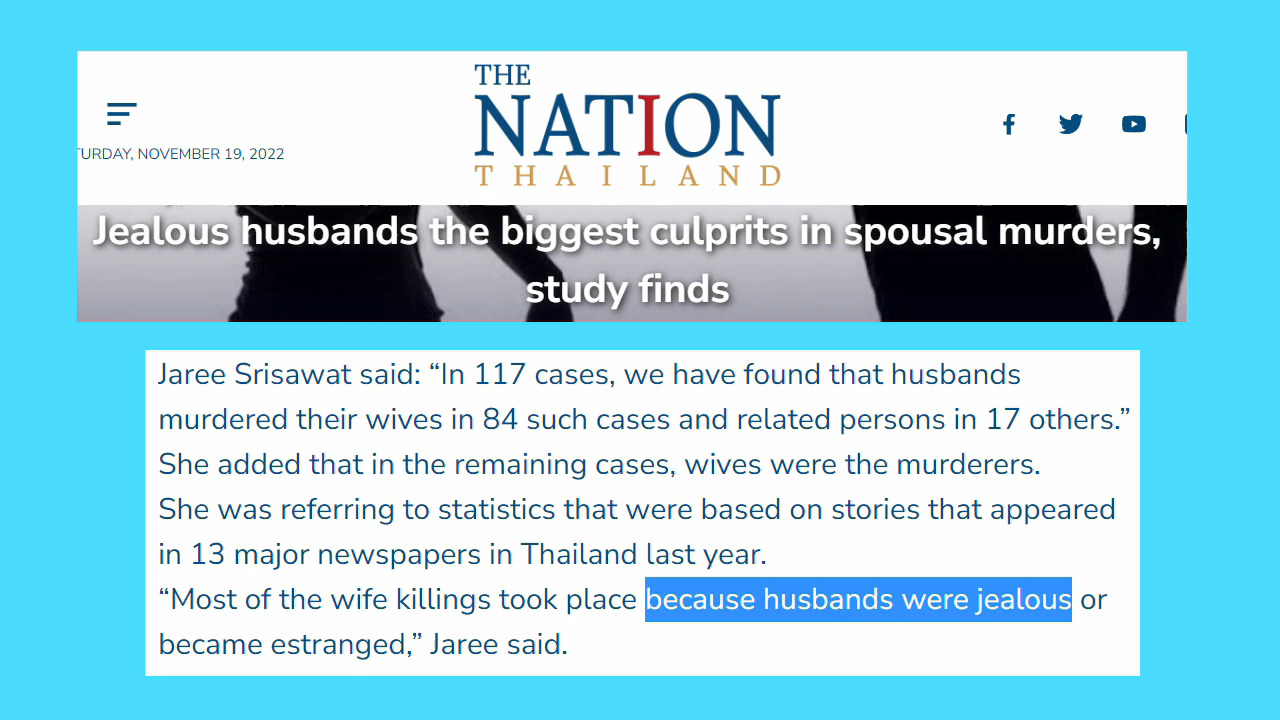 THE
NATION
THAILAND
TURDAY, NOVEMBER 19, 2022
Jealous husbands the biggest culprits in spousal murders,
study finds
Jaree Srisawat said: “In 117 cases, we have found that husbands
murdered their wives in 84 such cases and related persons in 17 others.”
She added that in the remaining cases, wives were the murderers.
She was referring to statistics that were based on stories that appeared
in 13 major newspapers in Thailand last year.
“Most of the wife killings took place because husbands were jealous or
became estranged,” Jaree said.